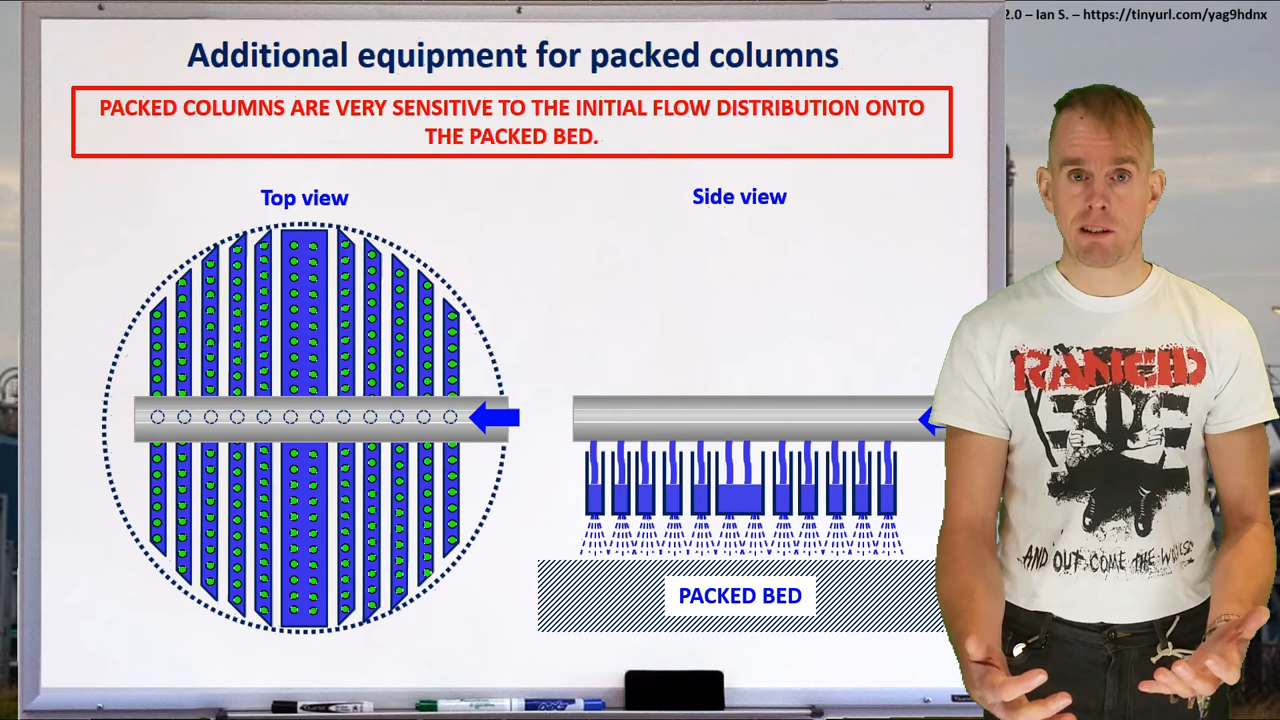 2.0 – Ian S. – https://tinyurl.com/yag9hdnx
Additional equipment for packed columns
PACKED COLUMNS ARE VERY SENSITIVE TO THE INITIAL FLOW DISTRIBUTION ONTO
THE PACKED BED.
Top view
Side view
PACKED BED
RANCID
AND OUT COME THE WOLVES